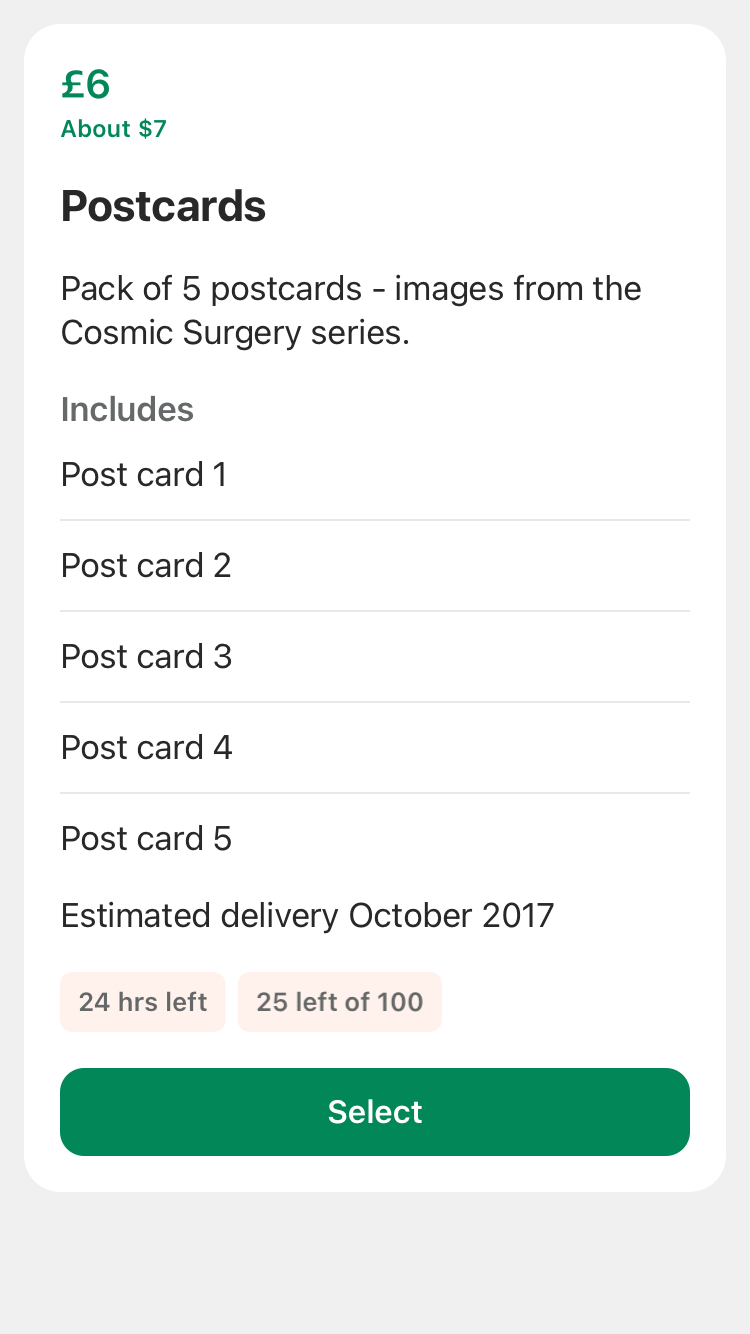 £6
About $7
Postcards
Pack of 5 postcards - images from the
Cosmic Surgery series.
Includes
Post card 1
Post card 2
Post card 3
Post card 4
Post card 5
Estimated delivery October 2017
24 hrs left
25 left of 100
Select